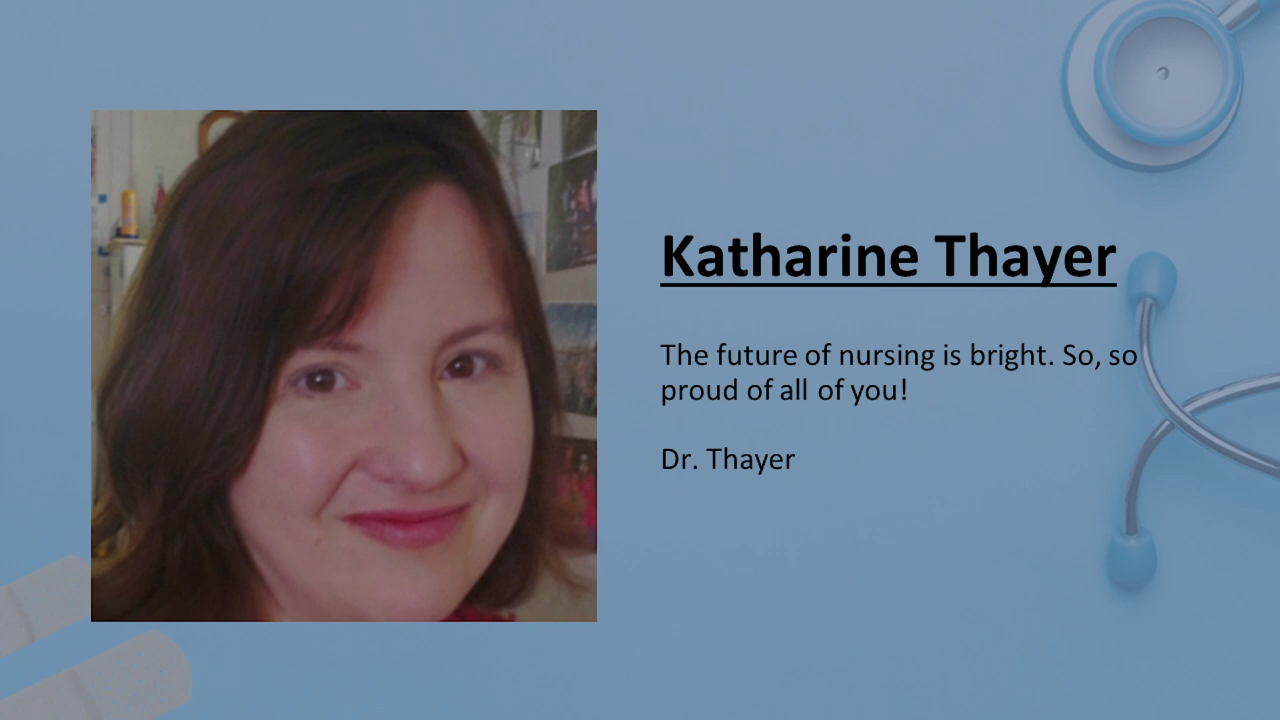 Katharine Thayer
The future of nursing is bright. So, so
proud of all of you!
Dr. Thayer